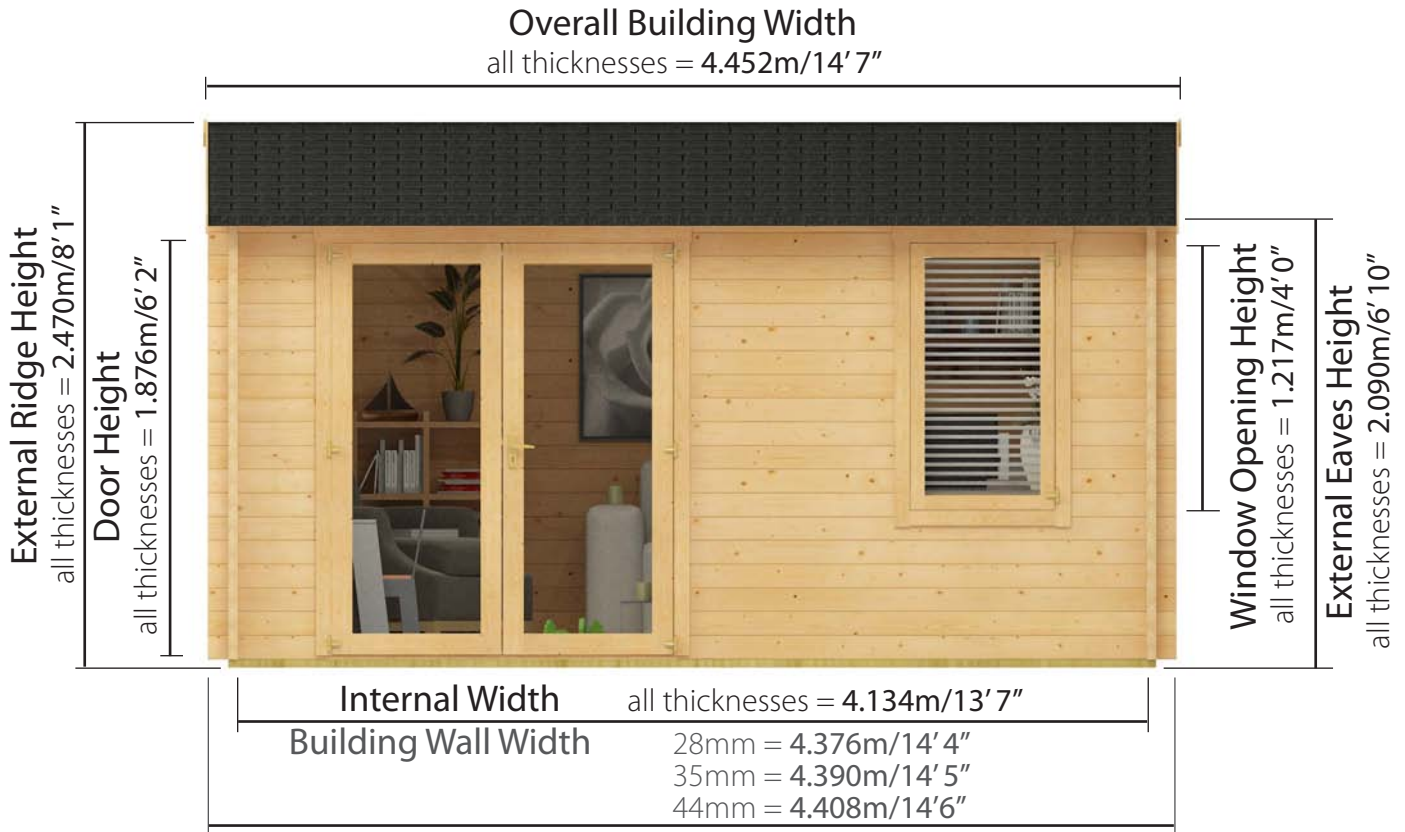 Overall Building Width
all thicknesses = 4.452m/14’ 7”
External Ridge Height
all thicknesses = 2.470m/8’ 1”
Door Height
all thicknesses = 1.876m/6’ 2”
Window Opening Height
all thicknesses = 1.217m/4’0”
External Eaves Height
all thicknesses = 2.090m/6’ 10”
Internal Width all thicknesses = 4.134m/13’ 7”
Building Wall Width 28mm = 4.376m/14’ 4”
35mm = 4.390m/14’ 5”
44mm = 4.408m/14’6”